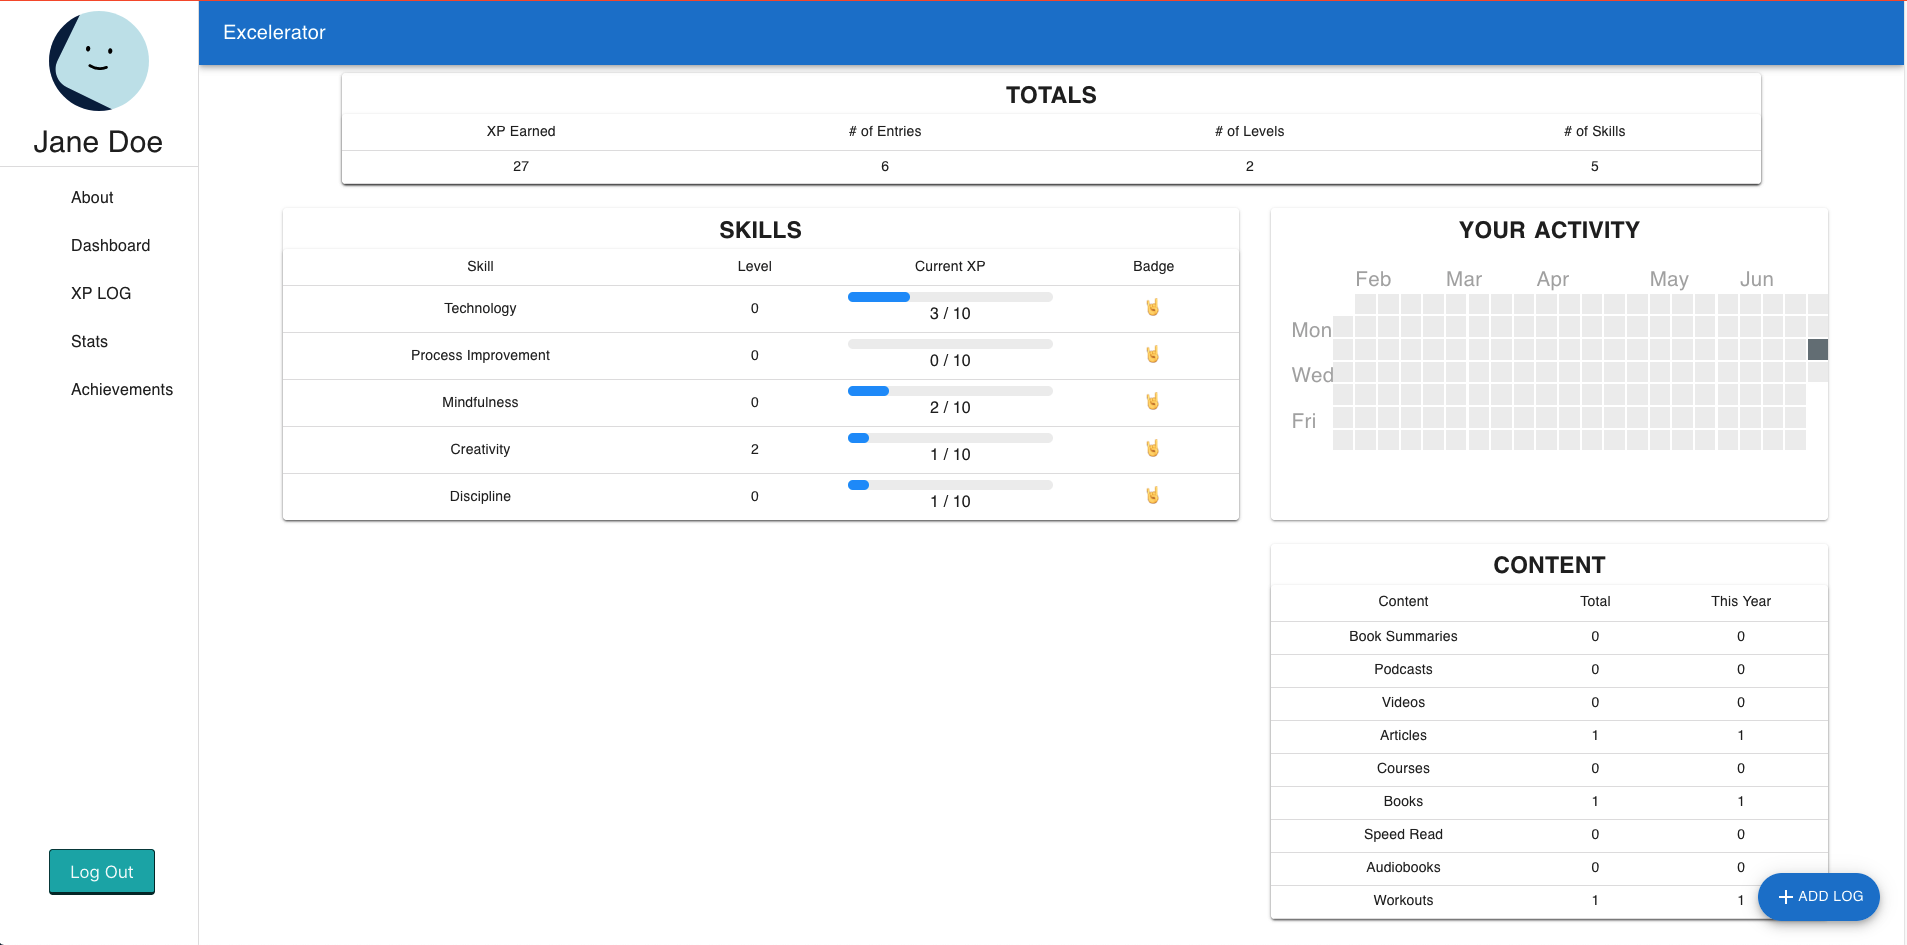 Excelerator
Jane Doe
About
Dashboard
XP LOG
Stats
Achievements
Log Out
TOTALS
XP Earned # of Entries # of Levels # of Skills
27 6 2 5
SKILLS
Skill Level Current XP Badge
Technology 0 3 / 10 🤘
Process Improvement 0 0 / 10 🤘
Mindfulness 0 2 / 10 🤘
Creativity 2 1 / 10 🤘
Discipline 0 1 / 10 🤘
YOUR ACTIVITY
Feb Mar Apr May Jun
Mon
Wed
Fri
CONTENT
Content Total This Year
Book Summaries 0 0
Podcasts 0 0
Videos 0 0
Articles 1 1
Courses 0 0
Books 1 1
Speed Read 0 0
Audiobooks 0 0
Workouts 1 1
+ ADD LOG